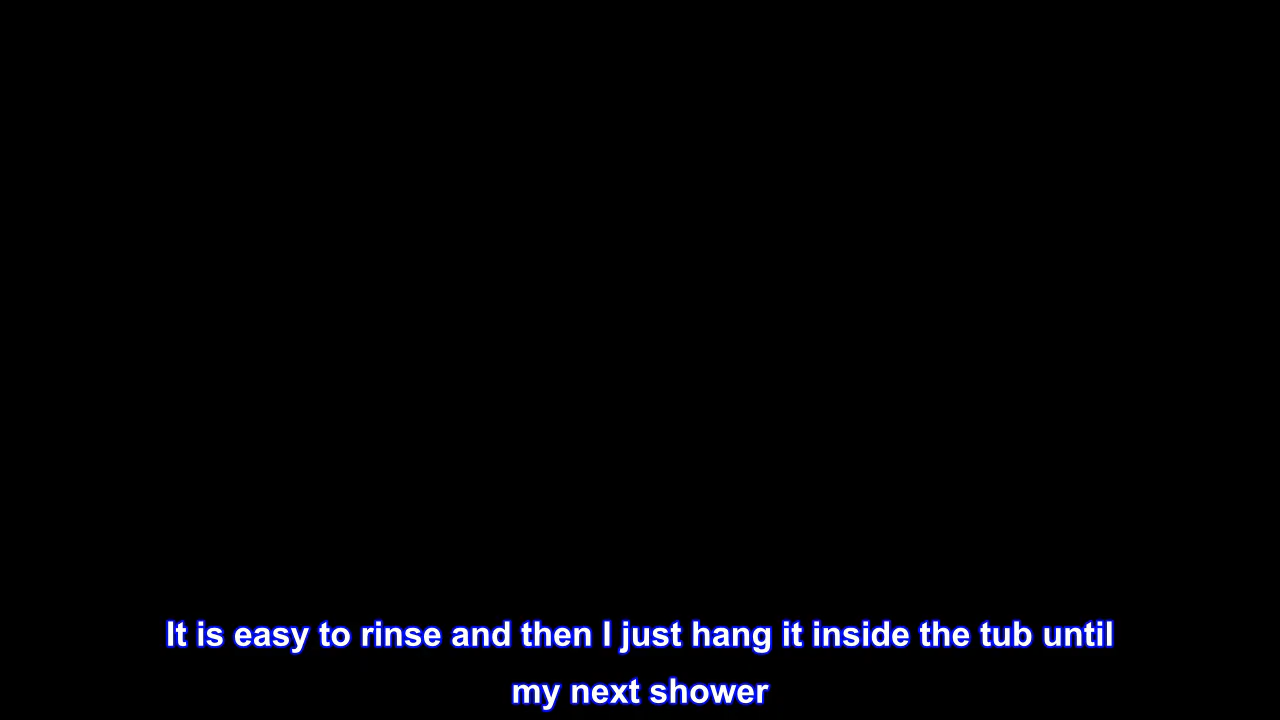 It is easy to rinse and then I just hang it inside the tub until
my next shower